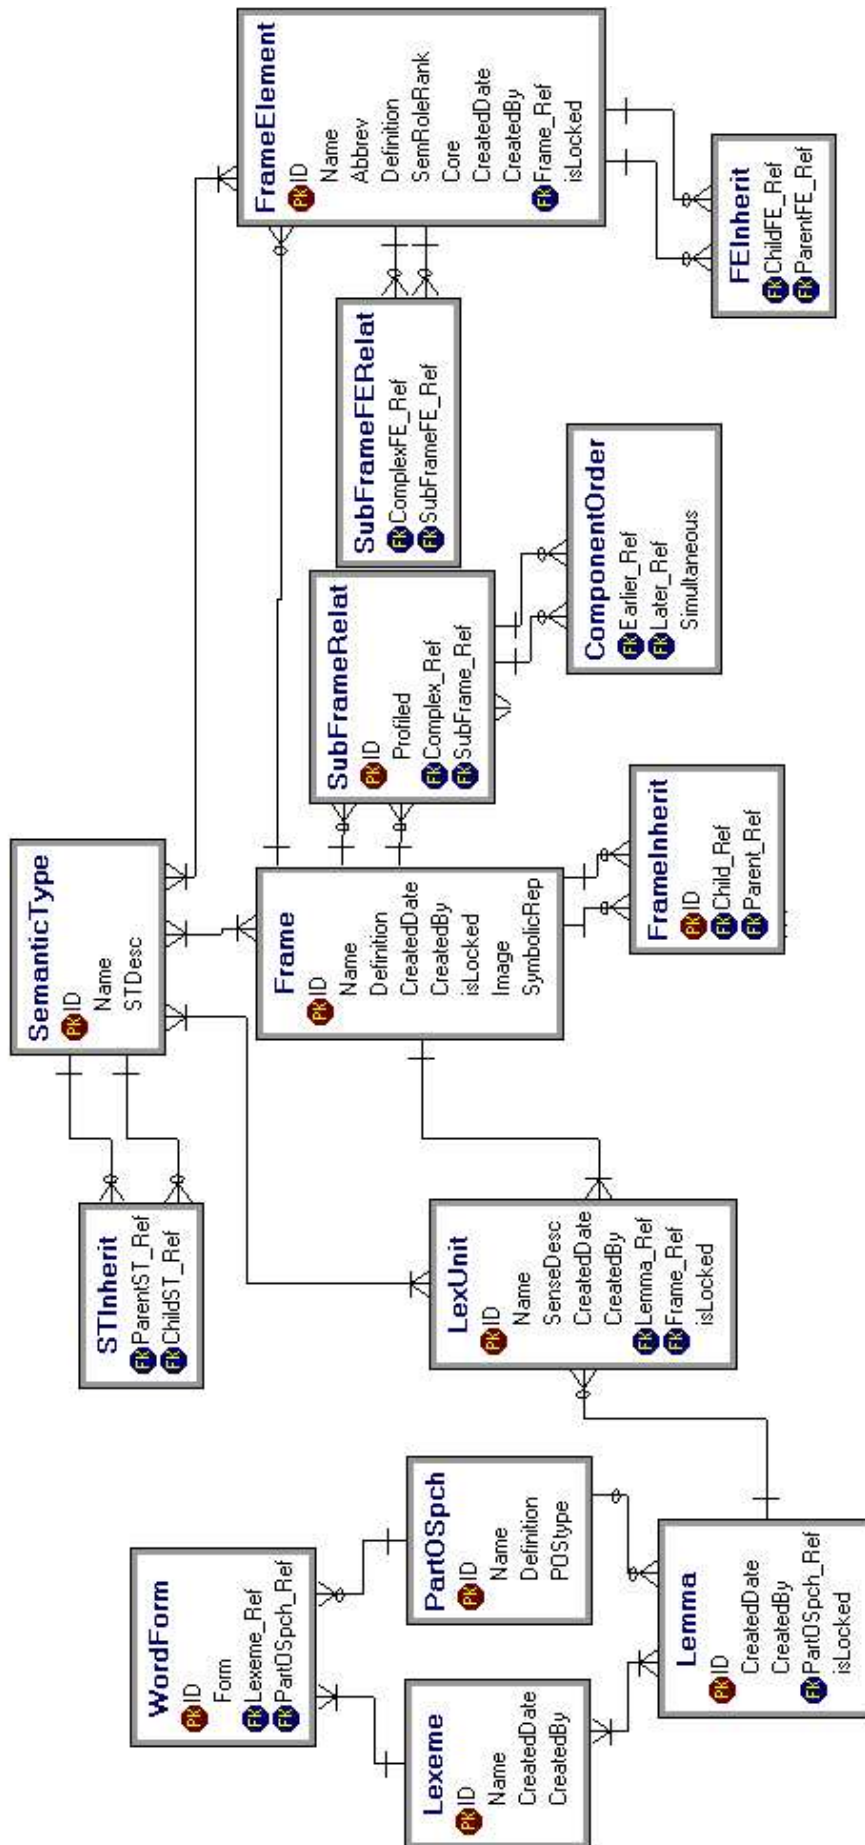 WordForm
PK ID
Form
FK Lexeme_Ref
FK PartOSpch_Ref
Lexeme
PK ID
Name
CreatedDate
CreatedBy
PartOSpch
PK ID
Name
Definition
POStype
Lemma
PK ID
CreatedDate
CreatedBy
FK PartOSpch_Ref
isLocked
STInherit
FK ParentST_Ref
FK ChildST_Ref
LexUnit
PK ID
Name
SenseDesc
CreatedDate
CreatedBy
FK Lemma_Ref
FK Frame_Ref
isLocked
SemanticType
PK ID
Name
STDesc
Frame
PK ID
Name
Definition
CreatedDate
CreatedBy
isLocked
Image
SymbolicRep
FrameInherit
PK ID
FK Child_Ref
FK Parent_Ref
SubFrameRelat
PK ID
Profiled
FK Complex_Ref
FK SubFrame_Ref
ComponentOrder
FK Earlier_Ref
FK Later_Ref
Simultaneous
SubFrameFERelat
FK ComplexFE_Ref
FK SubFrameFE_Ref
FrameElement
PK ID
Name
Abbrev
Definition
SemRoleRank
Core
CreatedDate
CreatedBy
FK Frame_Ref
isLocked
FEInherit
FK ChildFE_Ref
FK ParentFE_Ref